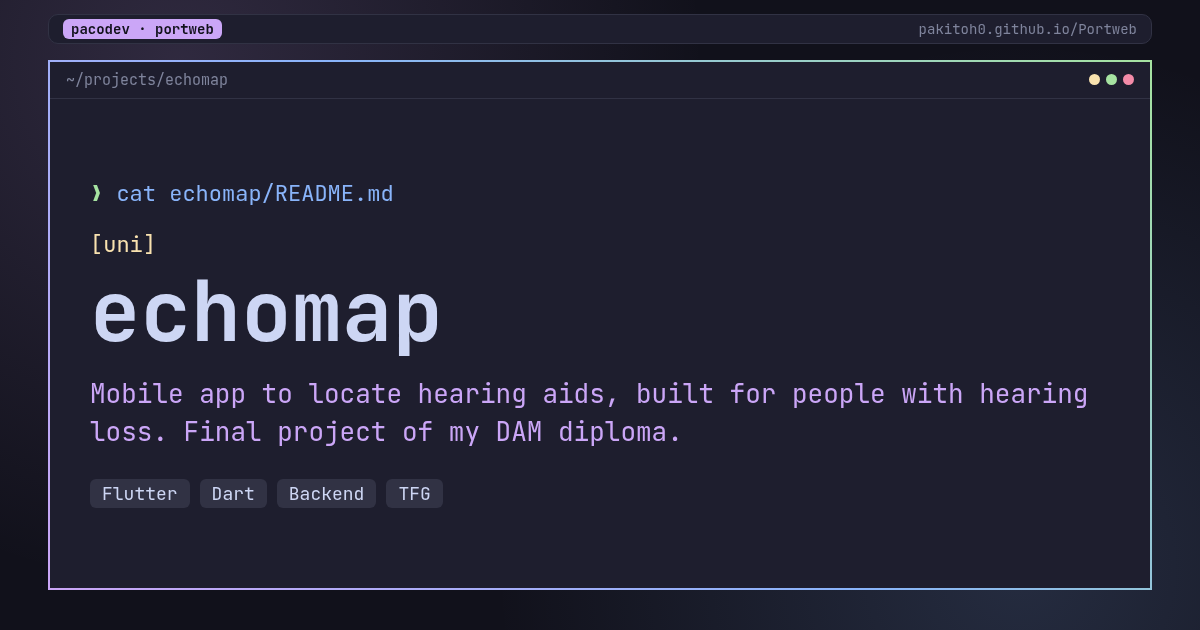 pacodev · portweb
pakitoh0.github.io/Portweb
~/projects/echomap
❱ cat echomap/README.md
[uni]
echomap
Mobile app to locate hearing aids, built for people with hearing
loss. Final project of my DAM diploma.
Flutter Dart Backend TFG